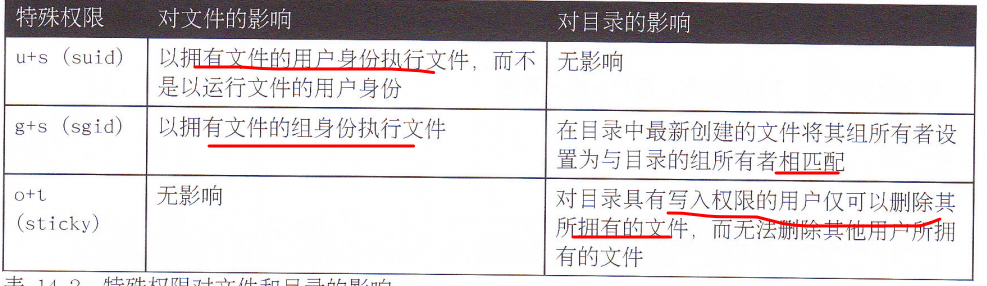 特殊权限 对文件的影响 对目录的影响
u+s (suid) 以拥有文件的用户身份执行文件，而不是以运行文件的用户身份 无影响
g+s (sgid) 以拥有文件的组身份执行文件 在目录中最新创建的文件将其组所有者设置为与目录的组所有者相匹配
o+t (sticky) 无影响 对目录具有写入权限的用户仅可以删除其所拥有的文件，而无法删除其他用户所拥有的文件
表 14.2 特殊权限对文件和目录的影响